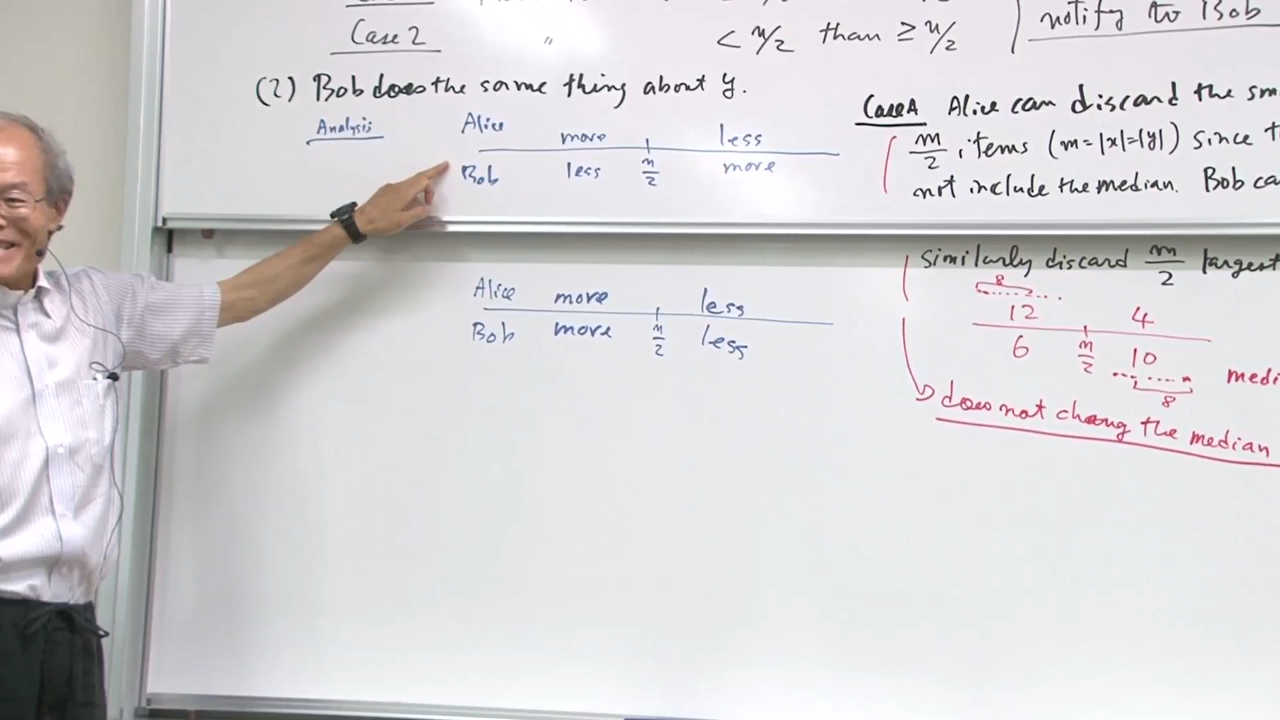 Case 2 " < n/2 than ≥ n/2
notify to Bob
(2) Bob does the same thing about y.
Analysis
Alice more less
Bob less m/2 more
Case A Alice can discard the
m/2 items (m=|x|=|y|) since
not include the median. Bob
Alice more less
Bob more m/2 less
Similarly discard m/2 largest
8
12 4
6 m/2 10
8
does not chang the median